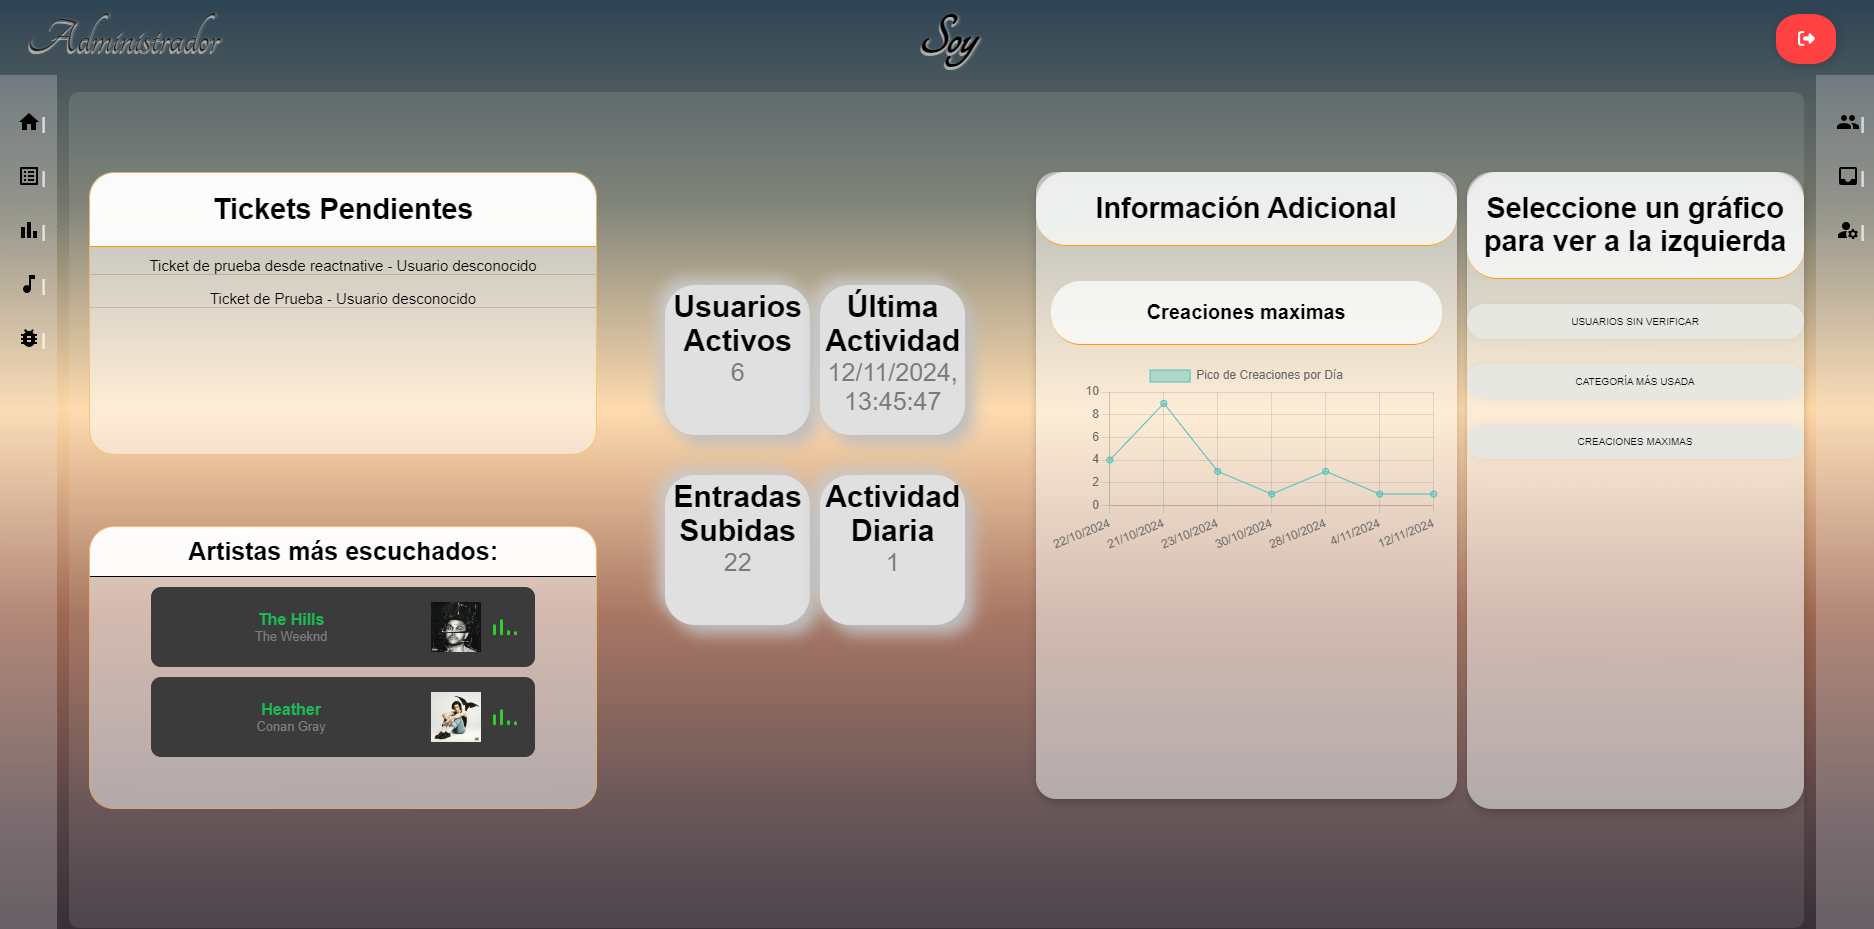 Administrador
Soy
Tickets Pendientes
Ticket de prueba desde reactnative - Usuario desconocido
Ticket de Prueba - Usuario desconocido
Artistas más escuchados:
The Hills
The Weeknd
Heather
Conan Gray
Usuarios
Activos
6
Última
Actividad
12/11/2024,
13:45:47
Entradas
Subidas
22
Actividad
Diaria
1
Información Adicional
Creaciones maximas
Pico de Creaciones por Día
10
8
6
4
2
0
22/10/2024
21/10/2024
23/10/2024
30/10/2024
28/10/2024
4/11/2024
12/11/2024
Seleccione un gráfico
para ver a la izquierda
USUARIOS SIN VERIFICAR
CATEGORÍA MÁS USADA
CREACIONES MAXIMAS